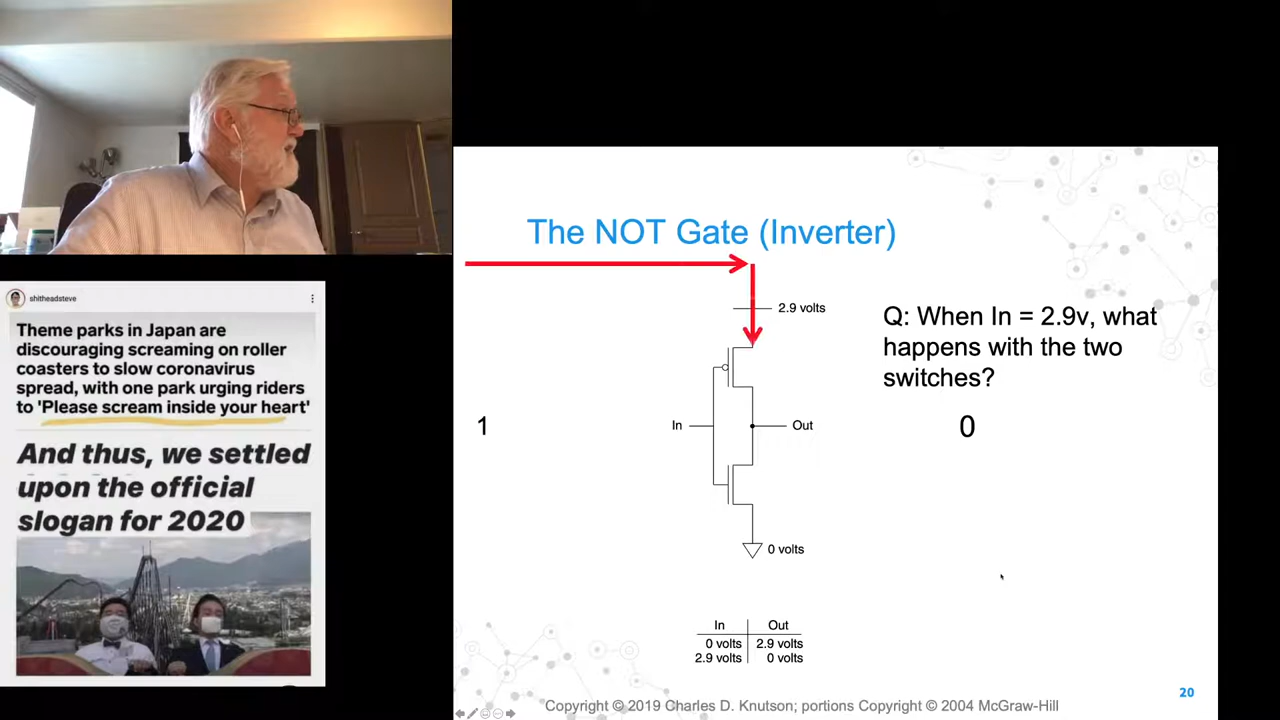 shitheadsteve
Theme parks in Japan are
discouraging screaming on roller
coasters to slow coronavirus
spread, with one park urging riders
to 'Please scream inside your heart'
And thus, we settled
upon the official
slogan for 2020
The NOT Gate (Inverter)
2.9 volts
Q: When In = 2.9v, what
happens with the two
switches?
1
In
Out
0
0 volts
In Out
0 volts 2.9 volts
2.9 volts 0 volts
20
Copyright © 2019 Charles D. Knutson; portions Copyright © 2004 McGraw-Hill